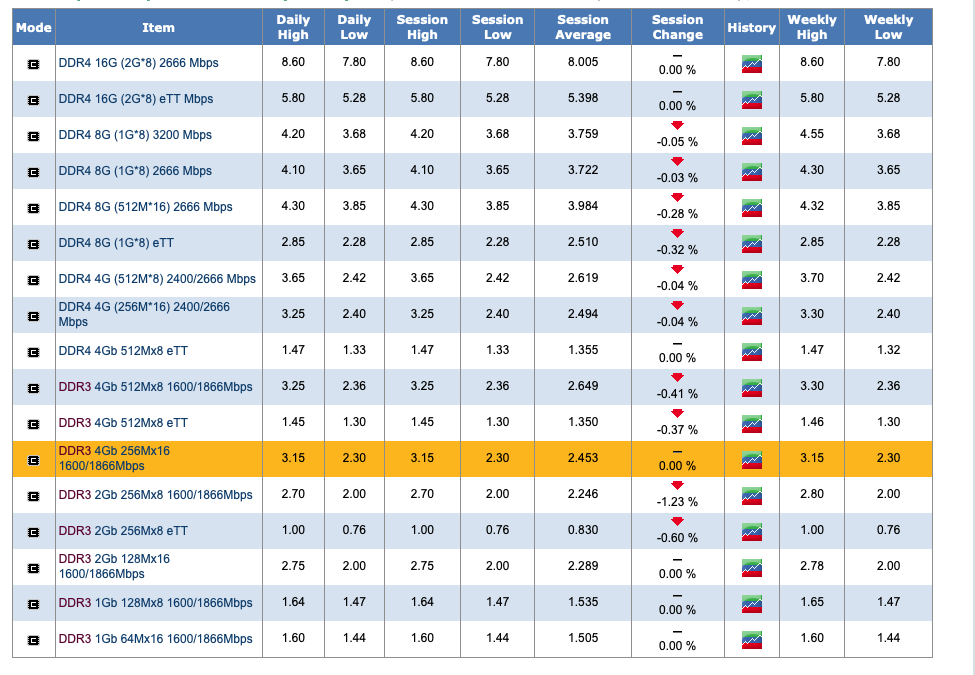 Mode Item Daily High Daily Low Session High Session Low Session Average Session Change History Weekly High Weekly Low
DDR4 16G (2G*8) 2666 Mbps 8.60 7.80 8.60 7.80 8.005 0.00 % 8.60 7.80
DDR4 16G (2G*8) eTT Mbps 5.80 5.28 5.80 5.28 5.398 0.00 % 5.80 5.28
DDR4 8G (1G*8) 3200 Mbps 4.20 3.68 4.20 3.68 3.759 -0.05 % 4.55 3.68
DDR4 8G (1G*8) 2666 Mbps 4.10 3.65 4.10 3.65 3.722 -0.03 % 4.30 3.65
DDR4 8G (512M*16) 2666 Mbps 4.30 3.85 4.30 3.85 3.984 -0.28 % 4.32 3.85
DDR4 8G (1G*8) eTT 2.85 2.28 2.85 2.28 2.510 -0.32 % 2.85 2.28
DDR4 4G (512M*8) 2400/2666 Mbps 3.65 2.42 3.65 2.42 2.619 -0.04 % 3.70 2.42
DDR4 4G (256M*16) 2400/2666 Mbps 3.25 2.40 3.25 2.40 2.494 -0.04 % 3.30 2.40
DDR4 4Gb 512Mx8 eTT 1.47 1.33 1.47 1.33 1.355 0.00 % 1.47 1.32
DDR3 4Gb 512Mx8 1600/1866Mbps 3.25 2.36 3.25 2.36 2.649 -0.41 % 3.30 2.36
DDR3 4Gb 512Mx8 eTT 1.45 1.30 1.45 1.30 1.350 -0.37 % 1.46 1.30
DDR3 4Gb 256Mx16 1600/1866Mbps 3.15 2.30 3.15 2.30 2.453 0.00 % 3.15 2.30
DDR3 2Gb 256Mx8 1600/1866Mbps 2.70 2.00 2.70 2.00 2.246 -1.23 % 2.80 2.00
DDR3 2Gb 256Mx8 eTT 1.00 0.76 1.00 0.76 0.830 -0.60 % 1.00 0.76
DDR3 2Gb 128Mx16 1600/1866Mbps 2.75 2.00 2.75 2.00 2.289 0.00 % 2.78 2.00
DDR3 1Gb 128Mx8 1600/1866Mbps 1.64 1.47 1.64 1.47 1.535 0.00 % 1.65 1.47
DDR3 1Gb 64Mx16 1600/1866Mbps 1.60 1.44 1.60 1.44 1.505 0.00 % 1.60 1.44